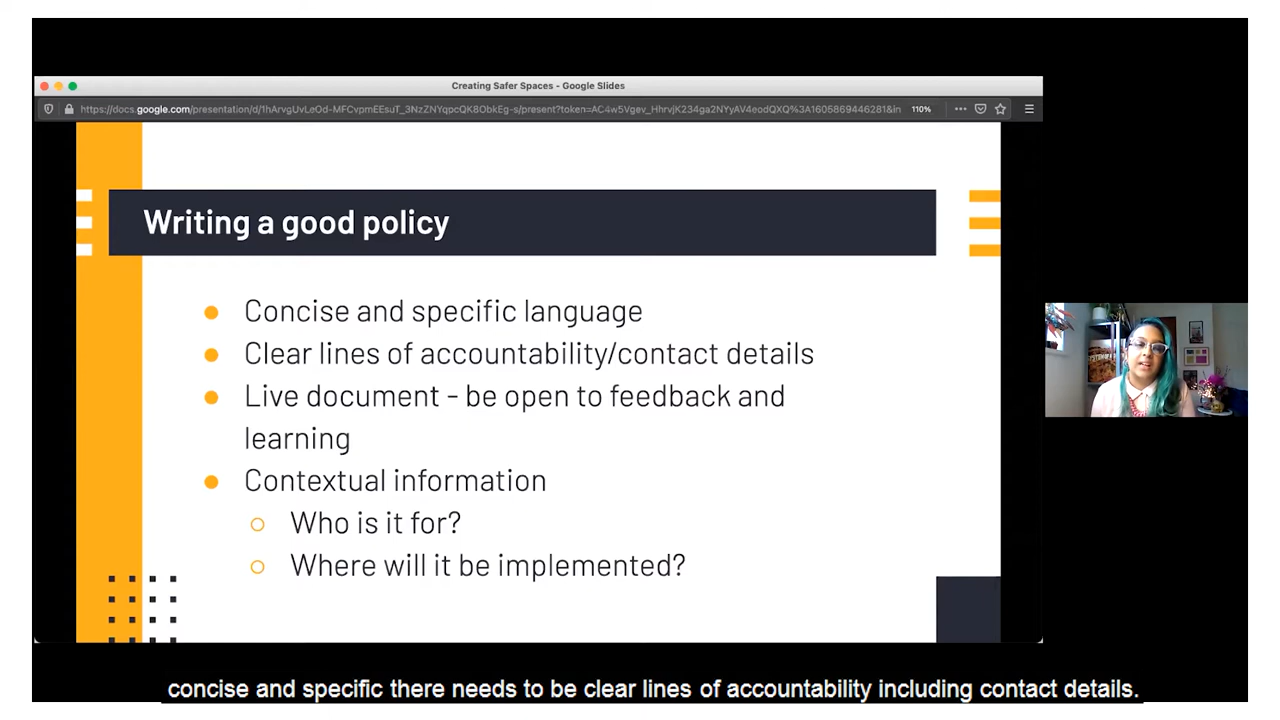 Creating Safer Spaces - Google Slides
110%
Writing a good policy
Concise and specific language
Clear lines of accountability/contact details
Live document - be open to feedback and
learning
Contextual information
Who is it for?
Where will it be implemented?
concise and specific there needs to be clear lines of accountability including contact details.